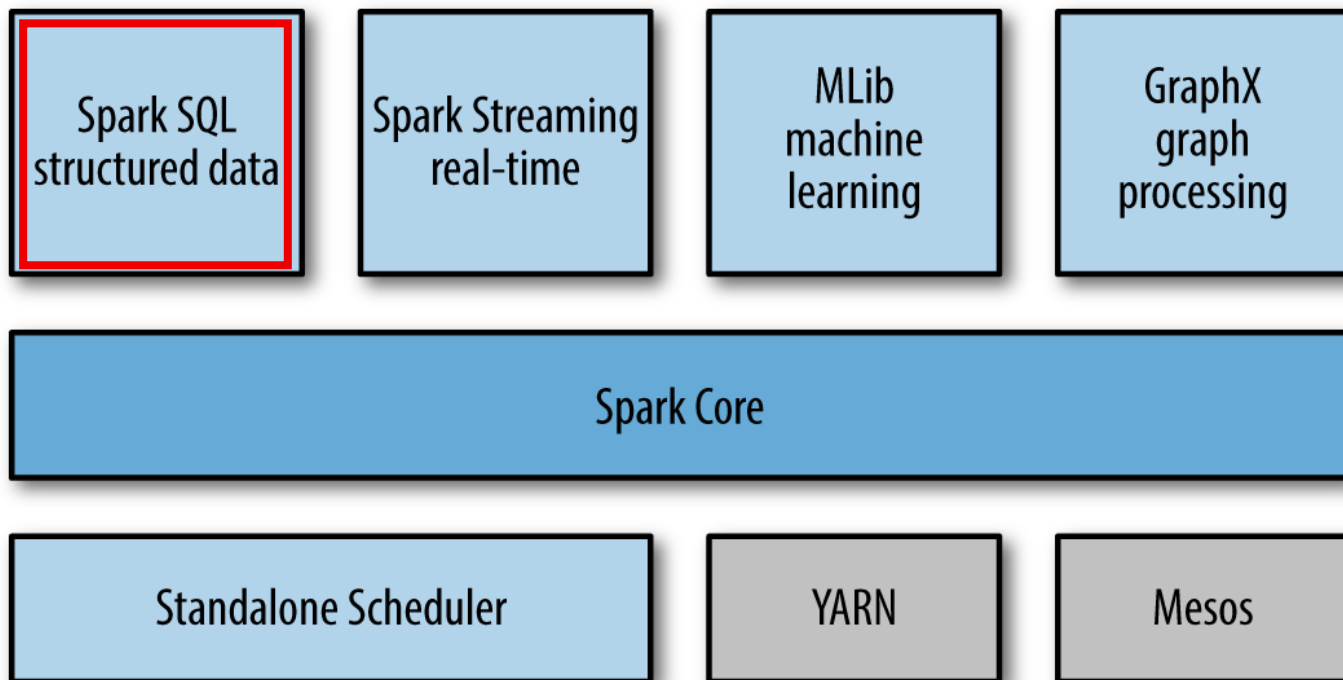 Spark SQL
structured data
Spark Streaming
real-time
MLib
machine
learning
GraphX
graph
processing
Spark Core
Standalone Scheduler
YARN
Mesos